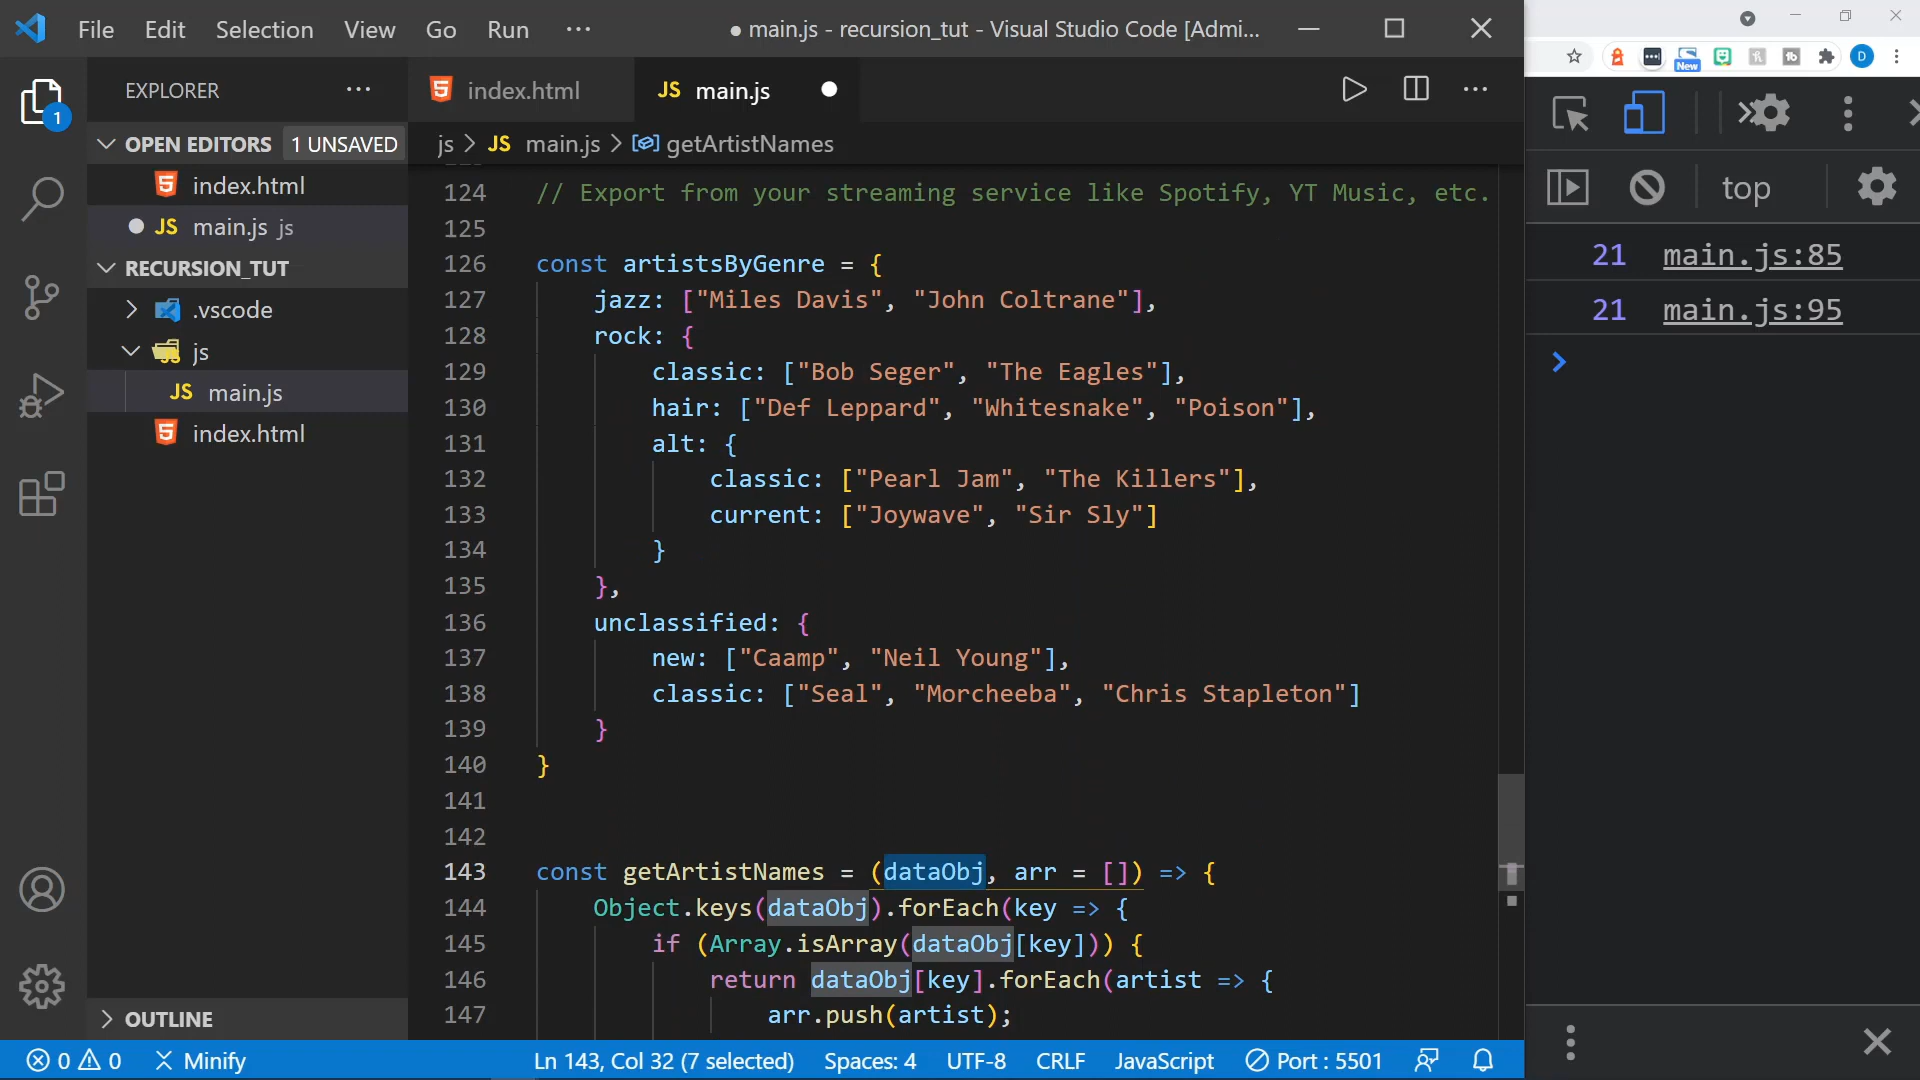 File Edit Selection View Go Run ···
● main.js - recursion_tut - Visual Studio Code [Admi...
EXPLORER ···
index.html
JS main.js
1
OPEN EDITORS 1 UNSAVED
index.html
JS main.js js
RECURSION_TUT
.vscode
js
JS main.js
index.html
OUTLINE
js > JS main.js > getArtistNames
124 // Export from your streaming service like Spotify, YT Music, etc.
125
126 const artistsByGenre = {
127 jazz: ["Miles Davis", "John Coltrane"],
128 rock: {
129 classic: ["Bob Seger", "The Eagles"],
130 hair: ["Def Leppard", "Whitesnake", "Poison"],
131 alt: {
132 classic: ["Pearl Jam", "The Killers"],
133 current: ["Joywave", "Sir Sly"]
134 }
135 },
136 unclassified: {
137 new: ["Caamp", "Neil Young"],
138 classic: ["Seal", "Morcheeba", "Chris Stapleton"]
139 }
140 }
141
142
143 const getArtistNames = (dataObj, arr = []) => {
144 Object.keys(dataObj).forEach(key => {
145 if (Array.isArray(dataObj[key])) {
146 return dataObj[key].forEach(artist => {
147 arr.push(artist);
0 0 Minify Ln 143, Col 32 (7 selected) Spaces: 4 UTF-8 CRLF JavaScript Port : 5501
New
D
top
21 main.js:85
21 main.js:95